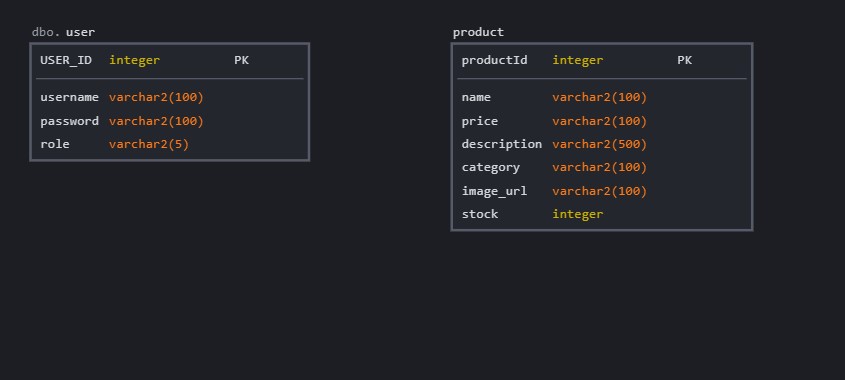 dbo. user
USER_ID integer PK
username varchar2(100)
password varchar2(100)
role varchar2(5)
product
productId integer PK
name varchar2(100)
price varchar2(100)
description varchar2(500)
category varchar2(100)
image_url varchar2(100)
stock integer